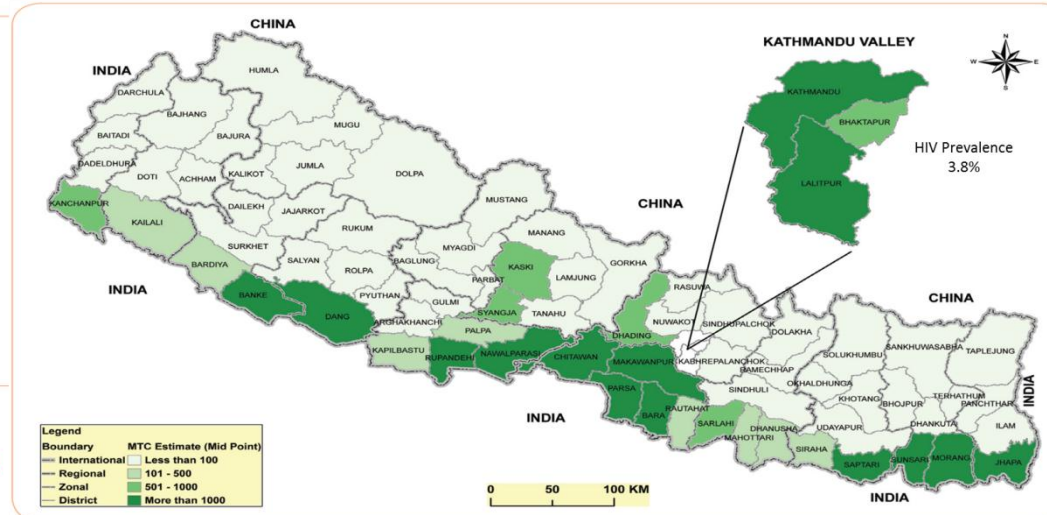 CHINA
KATHMANDU VALLEY
N
W
E
S
INDIA
HUMLA
DARCHULA
KATHMANDU
BAJHANG
MUGU
BHAKTAPUR
BAITADI
BAJURA
HIV Prevalence
3.8%
DADELDHURA
JUMLA
DOTI
ACHHAM
KALIKOT
DOLPA
LALITPUR
KANCHANPUR
DAILEKH
MUSTANG
KAILALI
JAJARKOT
CHINA
RUKUM
MANANG
SURKHET
MYAGDI
GORKHA
BARDIYA
SALYAN
BAGLUNG
KASKI
ROLPA
PARBAT
LAMJUNG
RASUWA
INDIA
BANKE
PYUTHAN
GULMI
SYANGJA
TANAHU
NUWAKOT
SINDHUPALCHOK
CHINA
DANG
ARGHAKHANCHI
DHADING
DOLAKHA
PALPA
SANKHUWASABHA
TAPLEJUNG
KAPILBASTU
RUPANDEHI
NAWALPARASI
CHITAWAN
MAKAWANPUR
KABHREPALANCHOK
RAMECHHAP
SOLUKHUMBU
OKHALDHUNGA
INDIA
SINDHULI
KHOTANG
BHOJPUR
TERHATHUM
PANCHTHAR
PARSA
BARA
RAUTAHAT
SARLAHI
MAHOTTARI
DHANUSHA
UDAYAPUR
DHANKUTA
ILAM
INDIA
SIRAHA
SAPTARI
SUNSARI
MORANG
JHAPA
INDIA
Legend
Boundary MTC Estimate (Mid Point)
International Less than 100
Regional 101 - 500
Zonal 501 - 1000
District More than 1000
0 50 100 KM